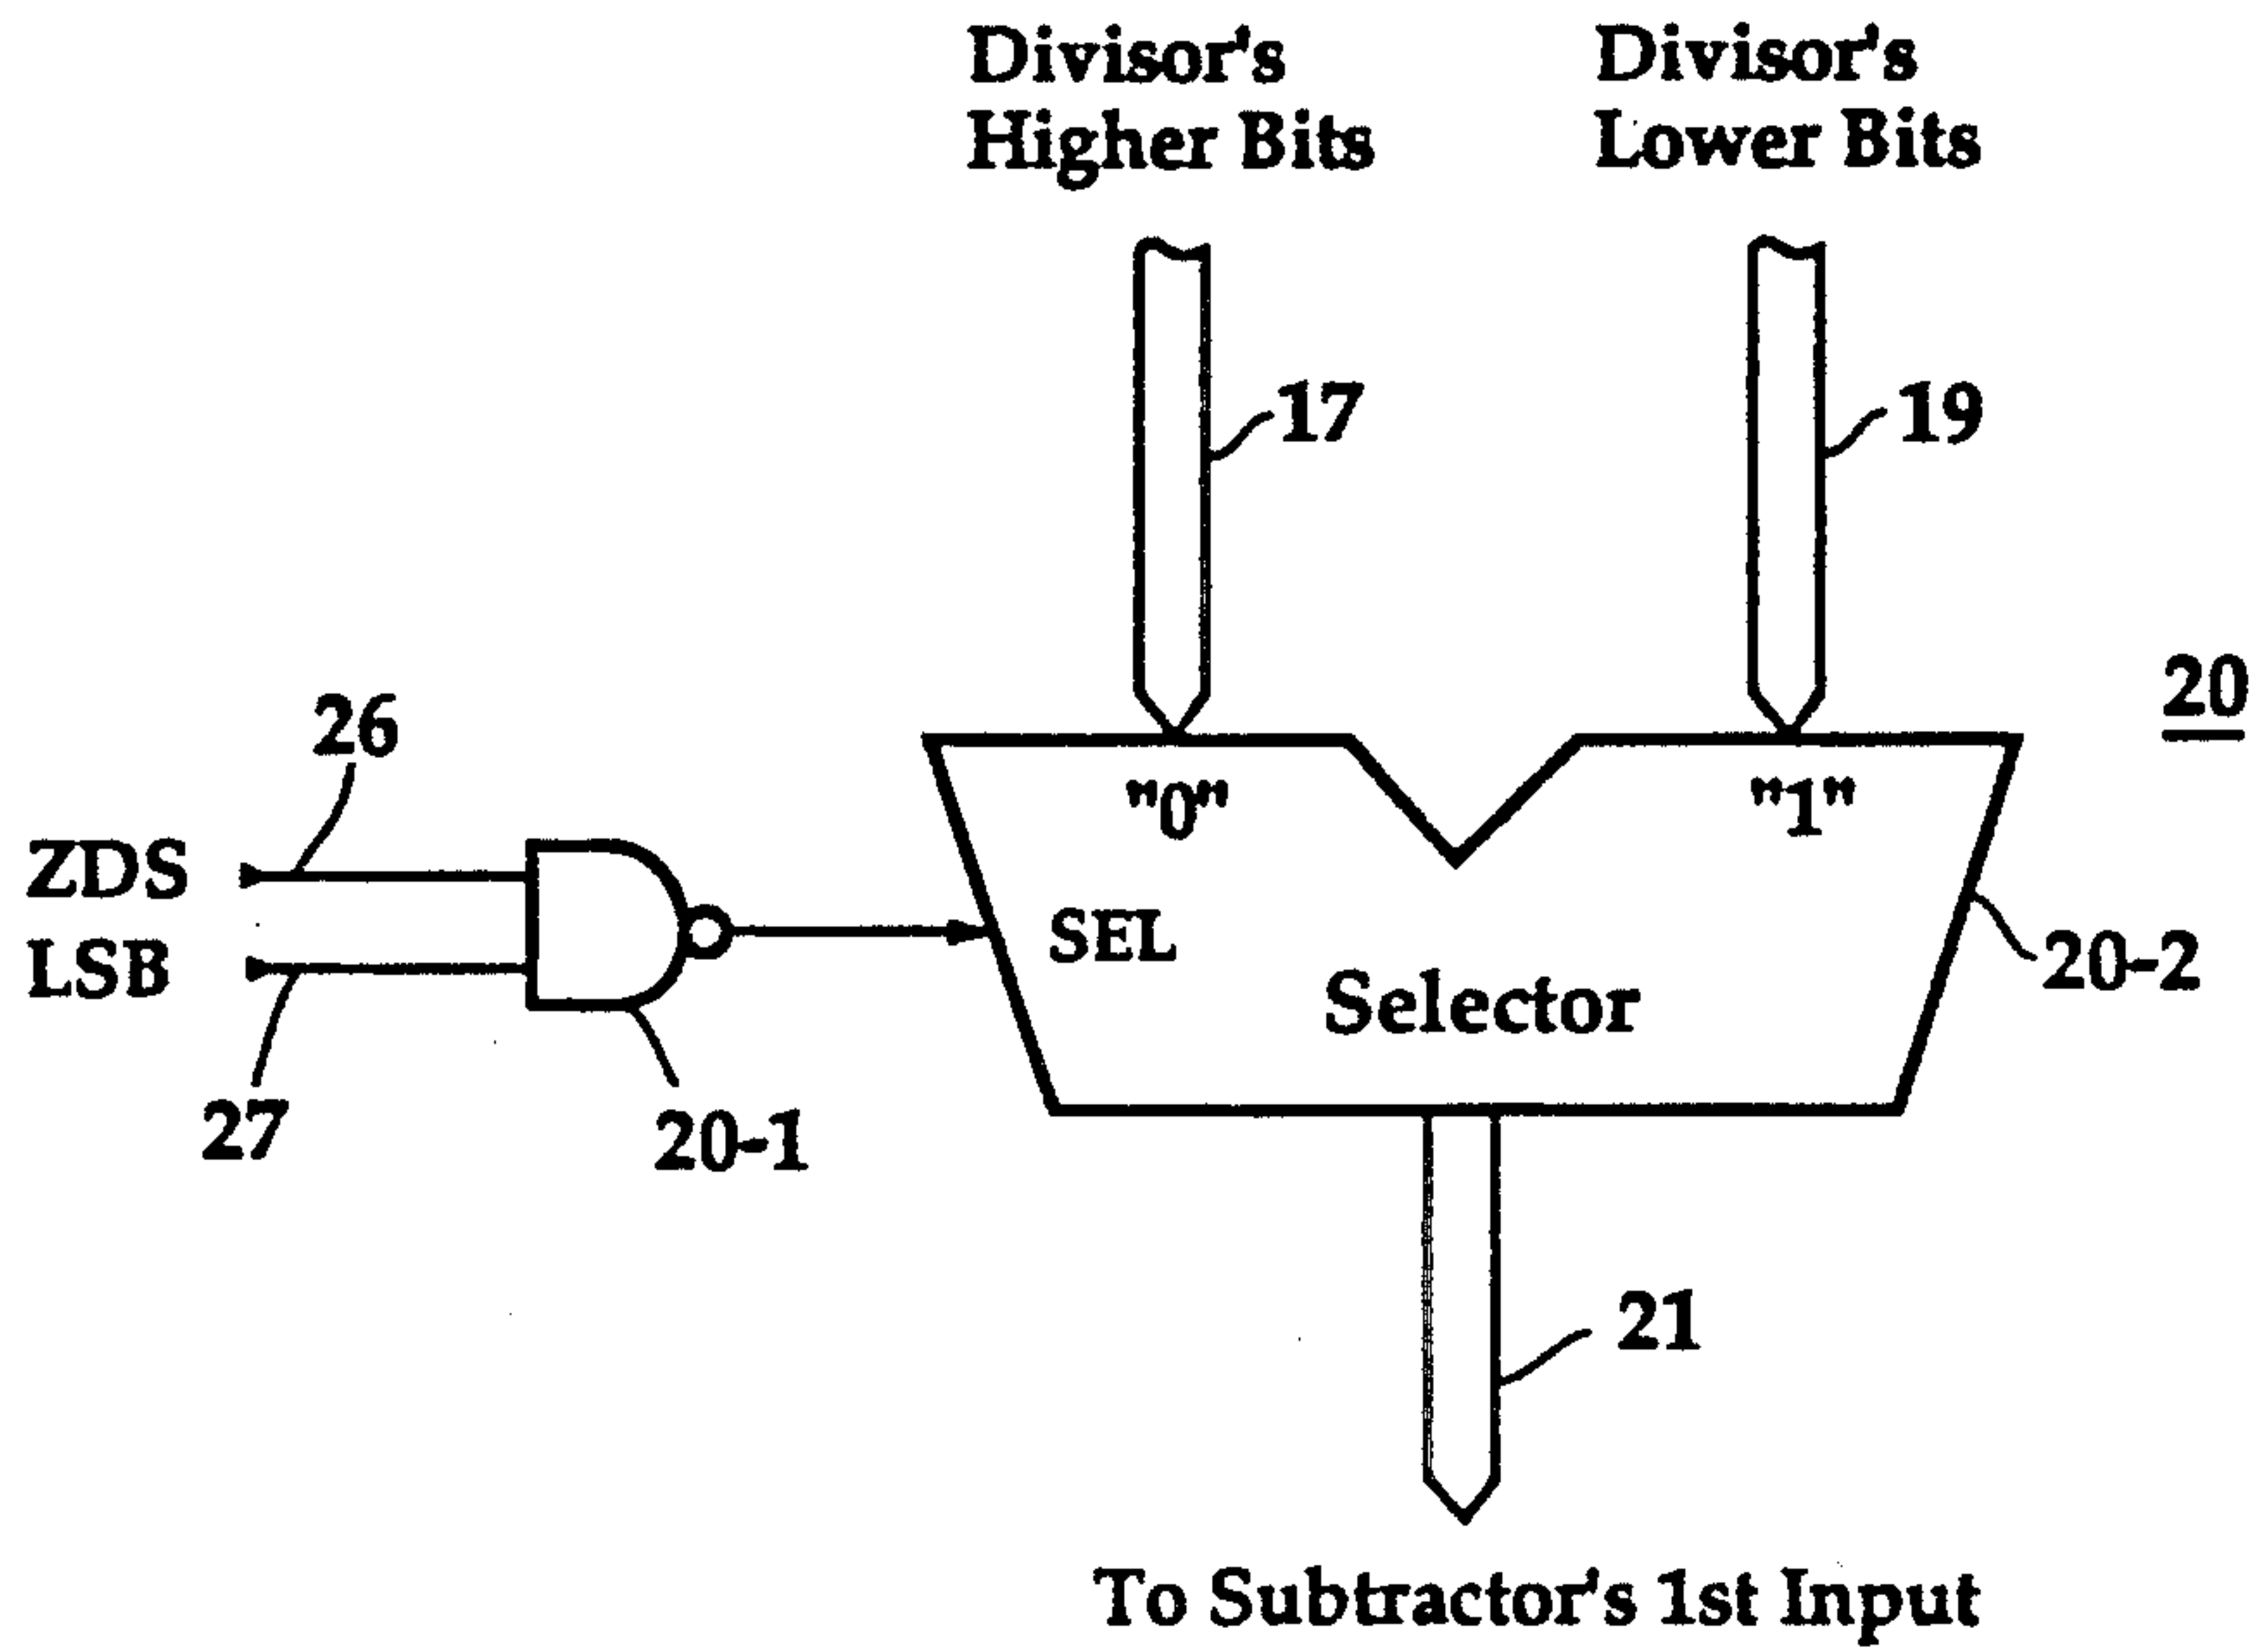 Divisor's
Higher Bits
Divisor's
Lower Bits
17
19
20
26
"0"
"1"
ZDS
LSB
SEL
Selector
20-2
27
20-1
21
To Subtractor's 1st Input